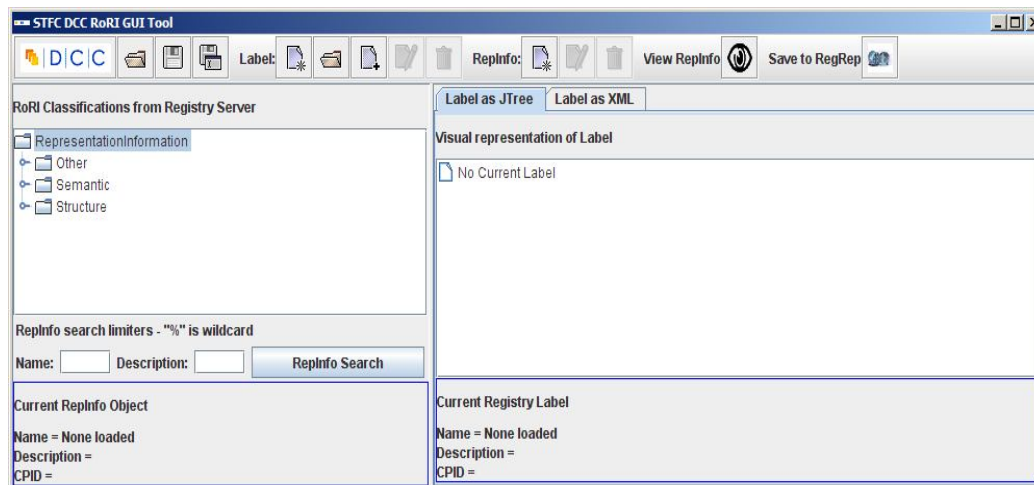 STFC DCC RoRI GUI Tool
D|C|C Label: RepInfo: View RepInfo Save to RegRep
RoRI Classifications from Registry Server
RepresentationInformation
Other
Semantic
Structure
RepInfo search limiters - "%" is wildcard
Name: Description: RepInfo Search
Current RepInfo Object
Name = None loaded
Description =
CPID =
Label as JTree Label as XML
Visual representation of Label
No Current Label
Current Registry Label
Name = None loaded
Description =
CPID =